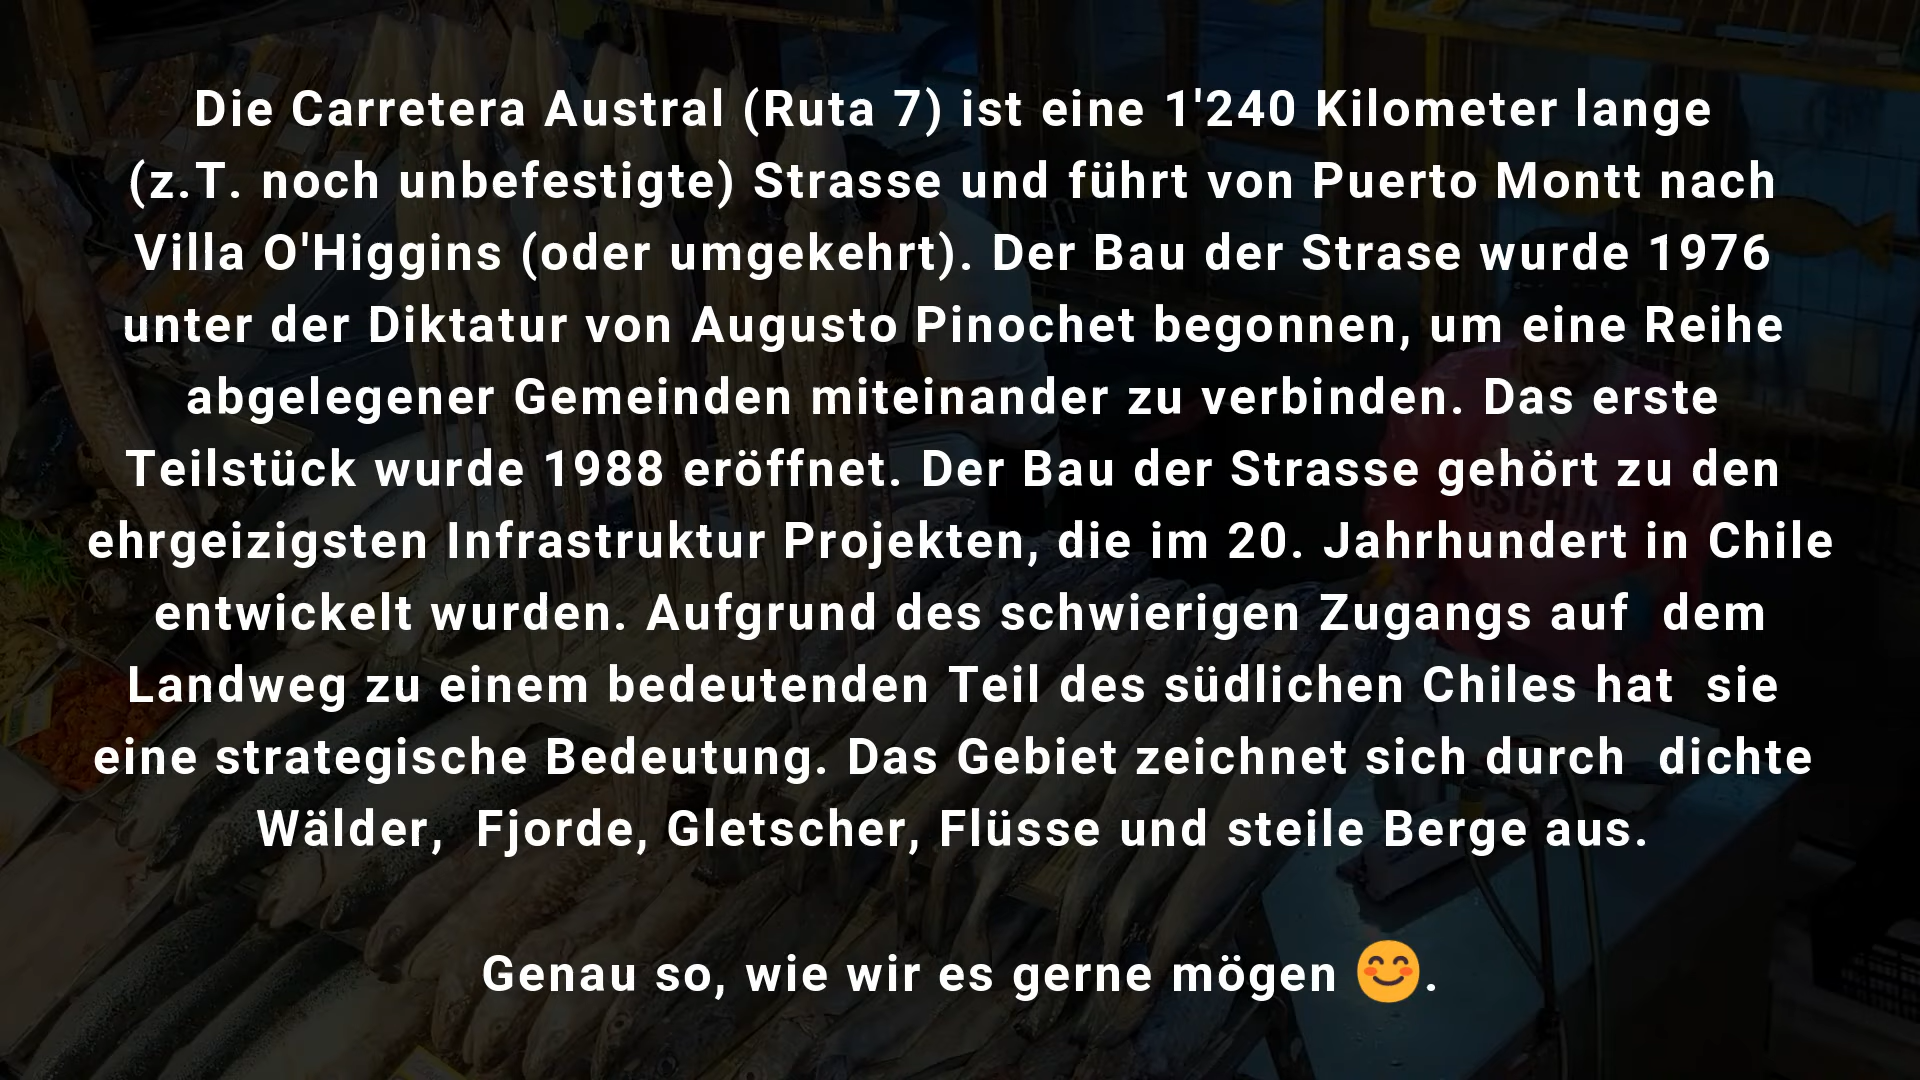 Die Carretera Austral (Ruta 7) ist eine 1'240 Kilometer lange
(z.T. noch unbefestigte) Strasse und führt von Puerto Montt nach
Villa O'Higgins (oder umgekehrt). Der Bau der Strase wurde 1976
unter der Diktatur von Augusto Pinochet begonnen, um eine Reihe
abgelegener Gemeinden miteinander zu verbinden. Das erste
Teilstück wurde 1988 eröffnet. Der Bau der Strasse gehört zu den
ehrgeizigsten Infrastruktur Projekten, die im 20. Jahrhundert in Chile
entwickelt wurden. Aufgrund des schwierigen Zugangs auf  dem
Landweg zu einem bedeutenden Teil des südlichen Chiles hat  sie
eine strategische Bedeutung. Das Gebiet zeichnet sich durch  dichte
Wälder,  Fjorde, Gletscher, Flüsse und steile Berge aus.
Genau so, wie wir es gerne mögen 😊.